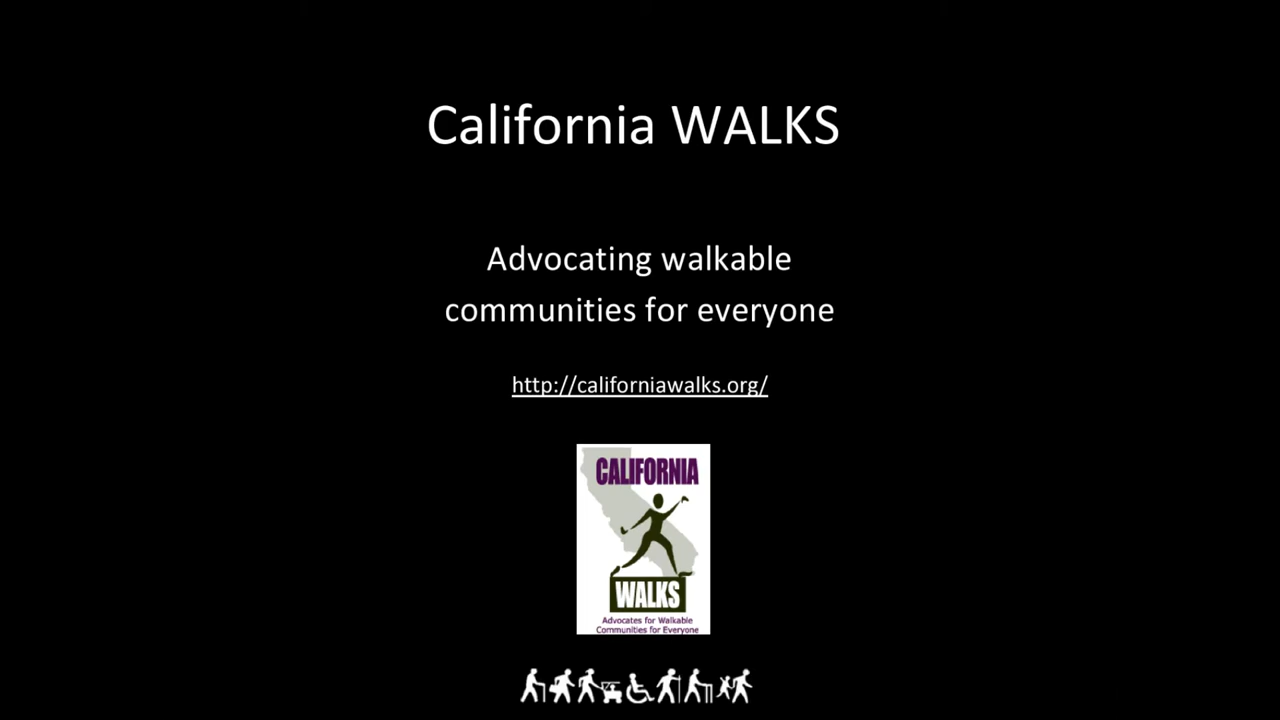 California WALKS
Advocating walkable
communities for everyone
http://californiawalks.org/
CALIFORNIA
WALKS
Advocates for Walkable
Communities for Everyone